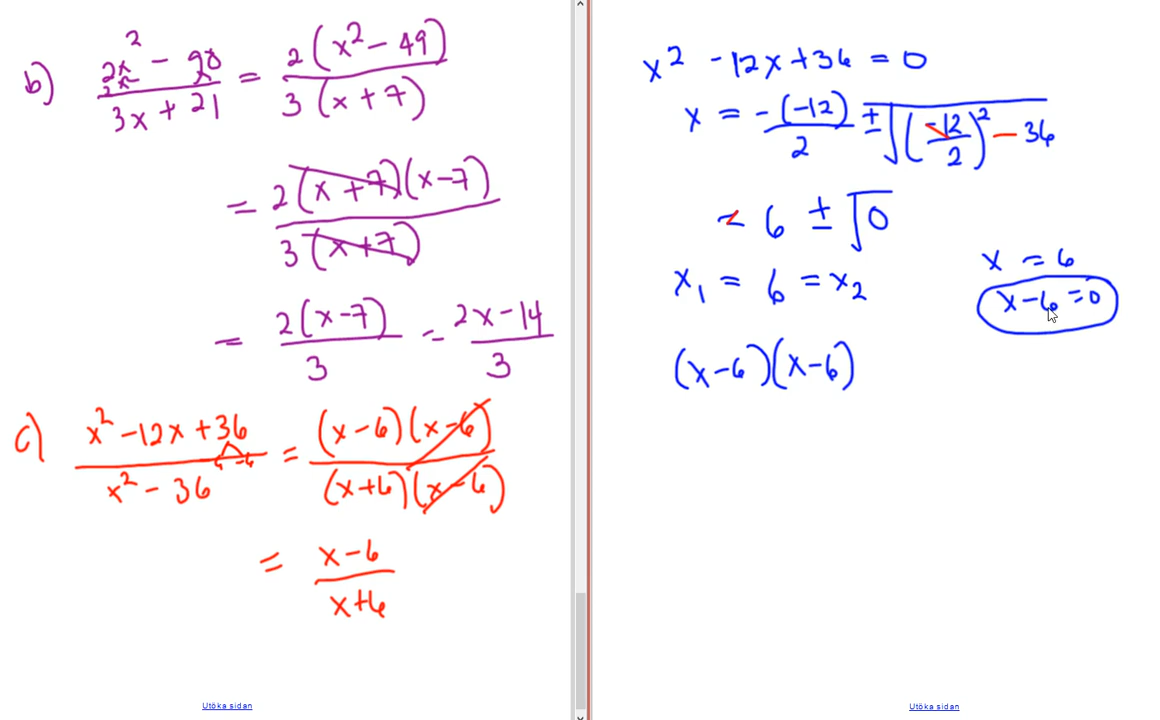 b) (2x² - 98)/(3x + 21) = 2(x² - 49)/3(x + 7)
= 2(x + 7)(x - 7)/3(x + 7)
= 2(x - 7)/3 = (2x - 14)/3
c) (x² - 12x + 36)/(x² - 36) = (x - 6)(x - 6)/(x + 6)(x - 6)
= (x - 6)/(x + 6)
Utöka sidan
x² - 12x + 36 = 0
x = -(-12)/2 ± √((-12/2)² - 36)
= 6 ± √0
x = 6
x₁ = 6 = x₂
x - 6 = 0
(x - 6)(x - 6)
Utöka sidan